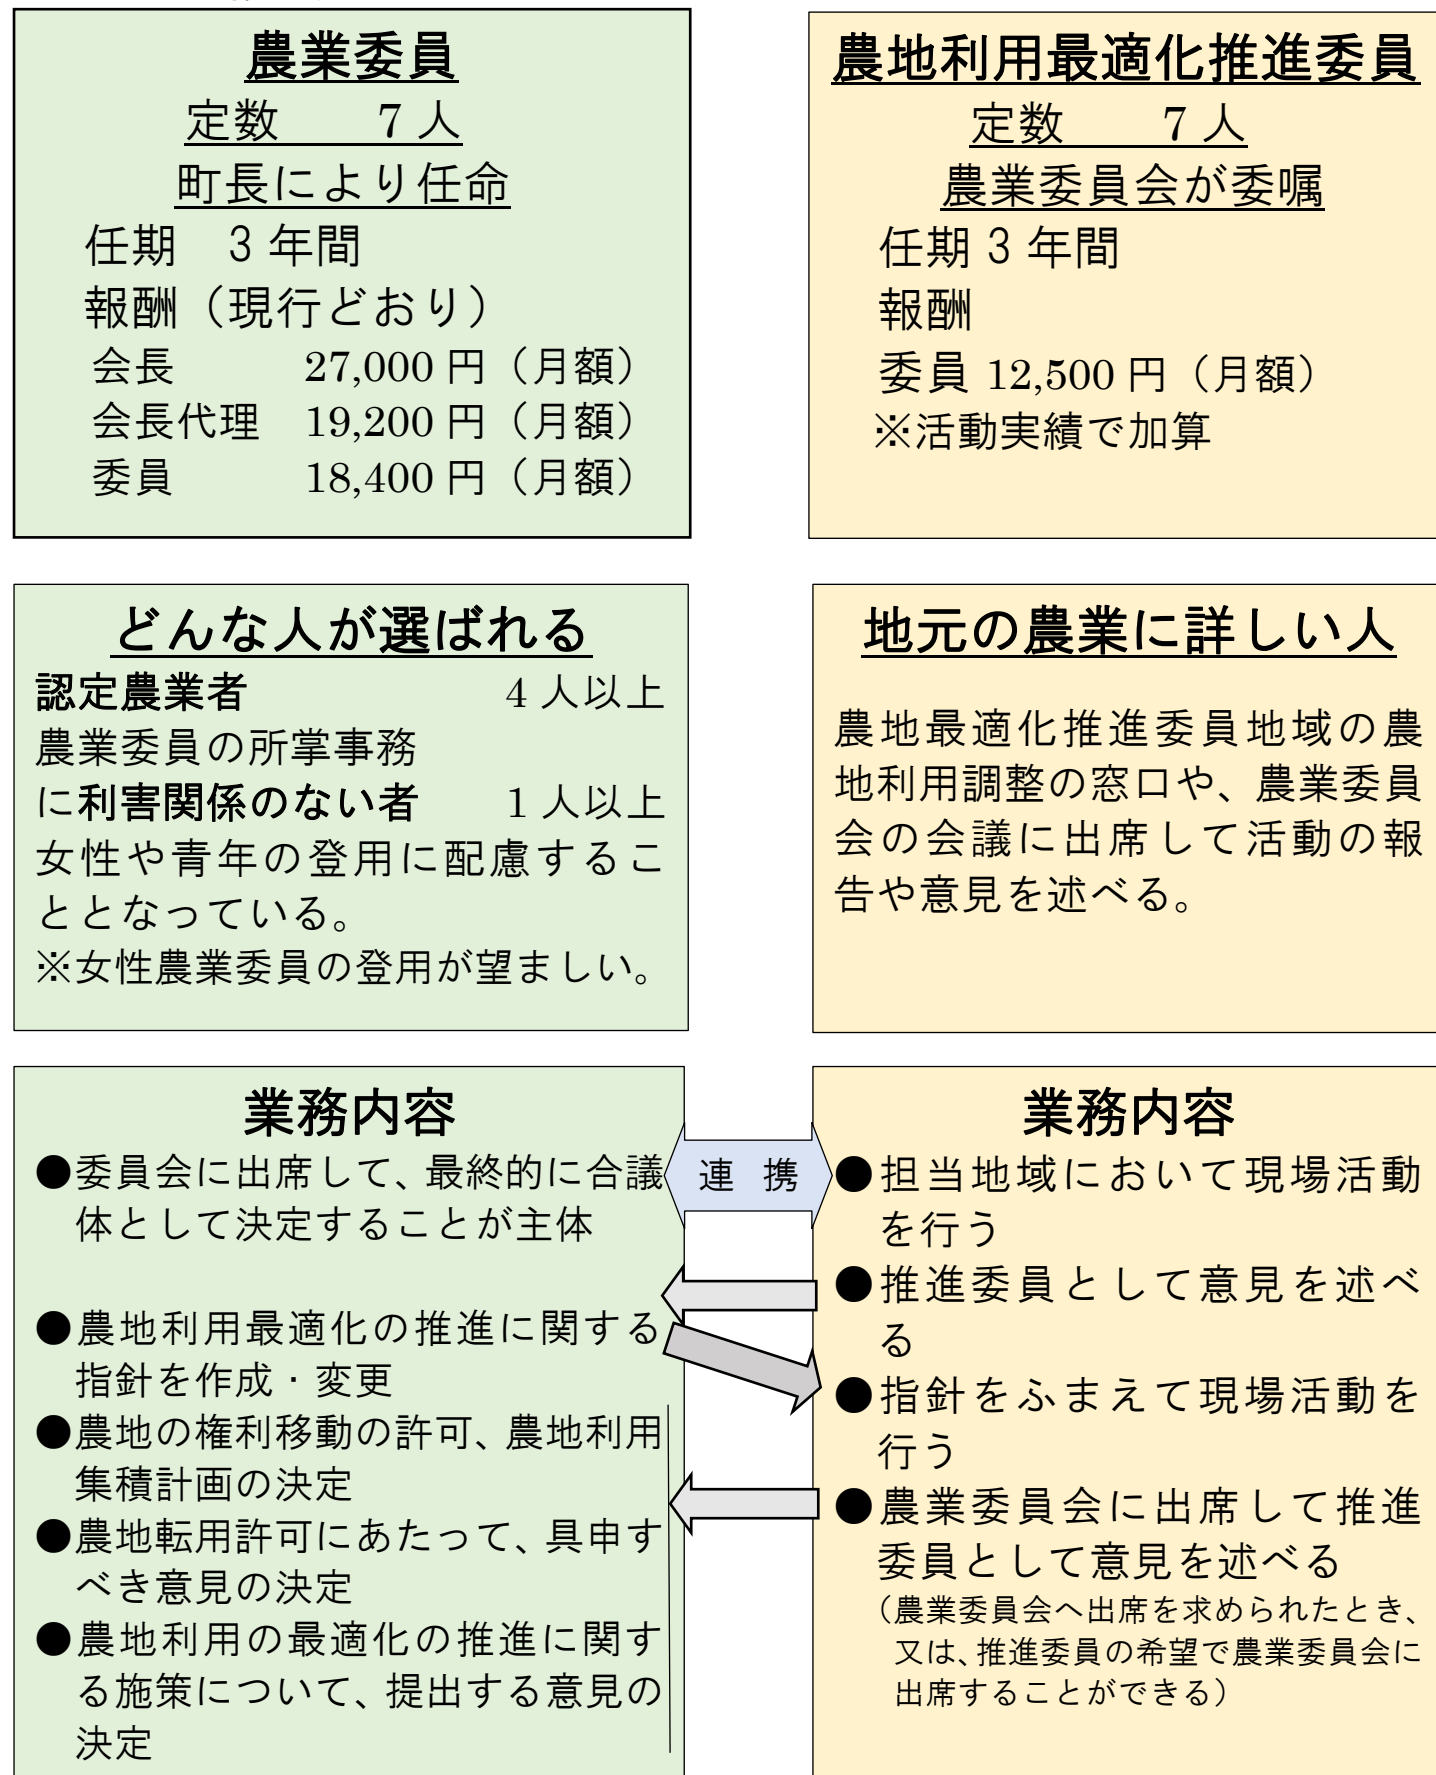 農業委員
定数 7人
町長により任命
任期 3年間
報酬（現行どおり）
会長 27,000円（月額）
会長代理 19,200円（月額）
委員 18,400円（月額）
農地利用最適化推進委員
定数 7人
農業委員会が委嘱
任期3年間
報酬
委員 12,500円（月額）
※活動実績で加算
どんな人が選ばれる
認定農業者 4人以上
農業委員の所掌事務
に利害関係のない者 1人以上
女性や青年の登用に配慮するこ
ととなっている。
※女性農業委員の登用が望ましい。
地元の農業に詳しい人
農地最適化推進委員地域の農
地利用調整の窓口や、農業委員
会の会議に出席して活動の報
告や意見を述べる。
業務内容
●委員会に出席して、最終的に合議
体として決定することが主体
●農地利用最適化の推進に関する
指針を作成・変更
●農地の権利移動の許可、農地利用
集積計画の決定
●農地転用許可にあたって、具申す
べき意見の決定
●農地利用の最適化の推進に関す
る施策について、提出する意見の
決定
連 携
業務内容
●担当地域において現場活動
を行う
●推進委員として意見を述べ
る
●指針をふまえて現場活動を
行う
●農業委員会に出席して推進
委員として意見を述べる
（農業委員会へ出席を求められたとき、
又は、推進委員の希望で農業委員会に
出席することができる）